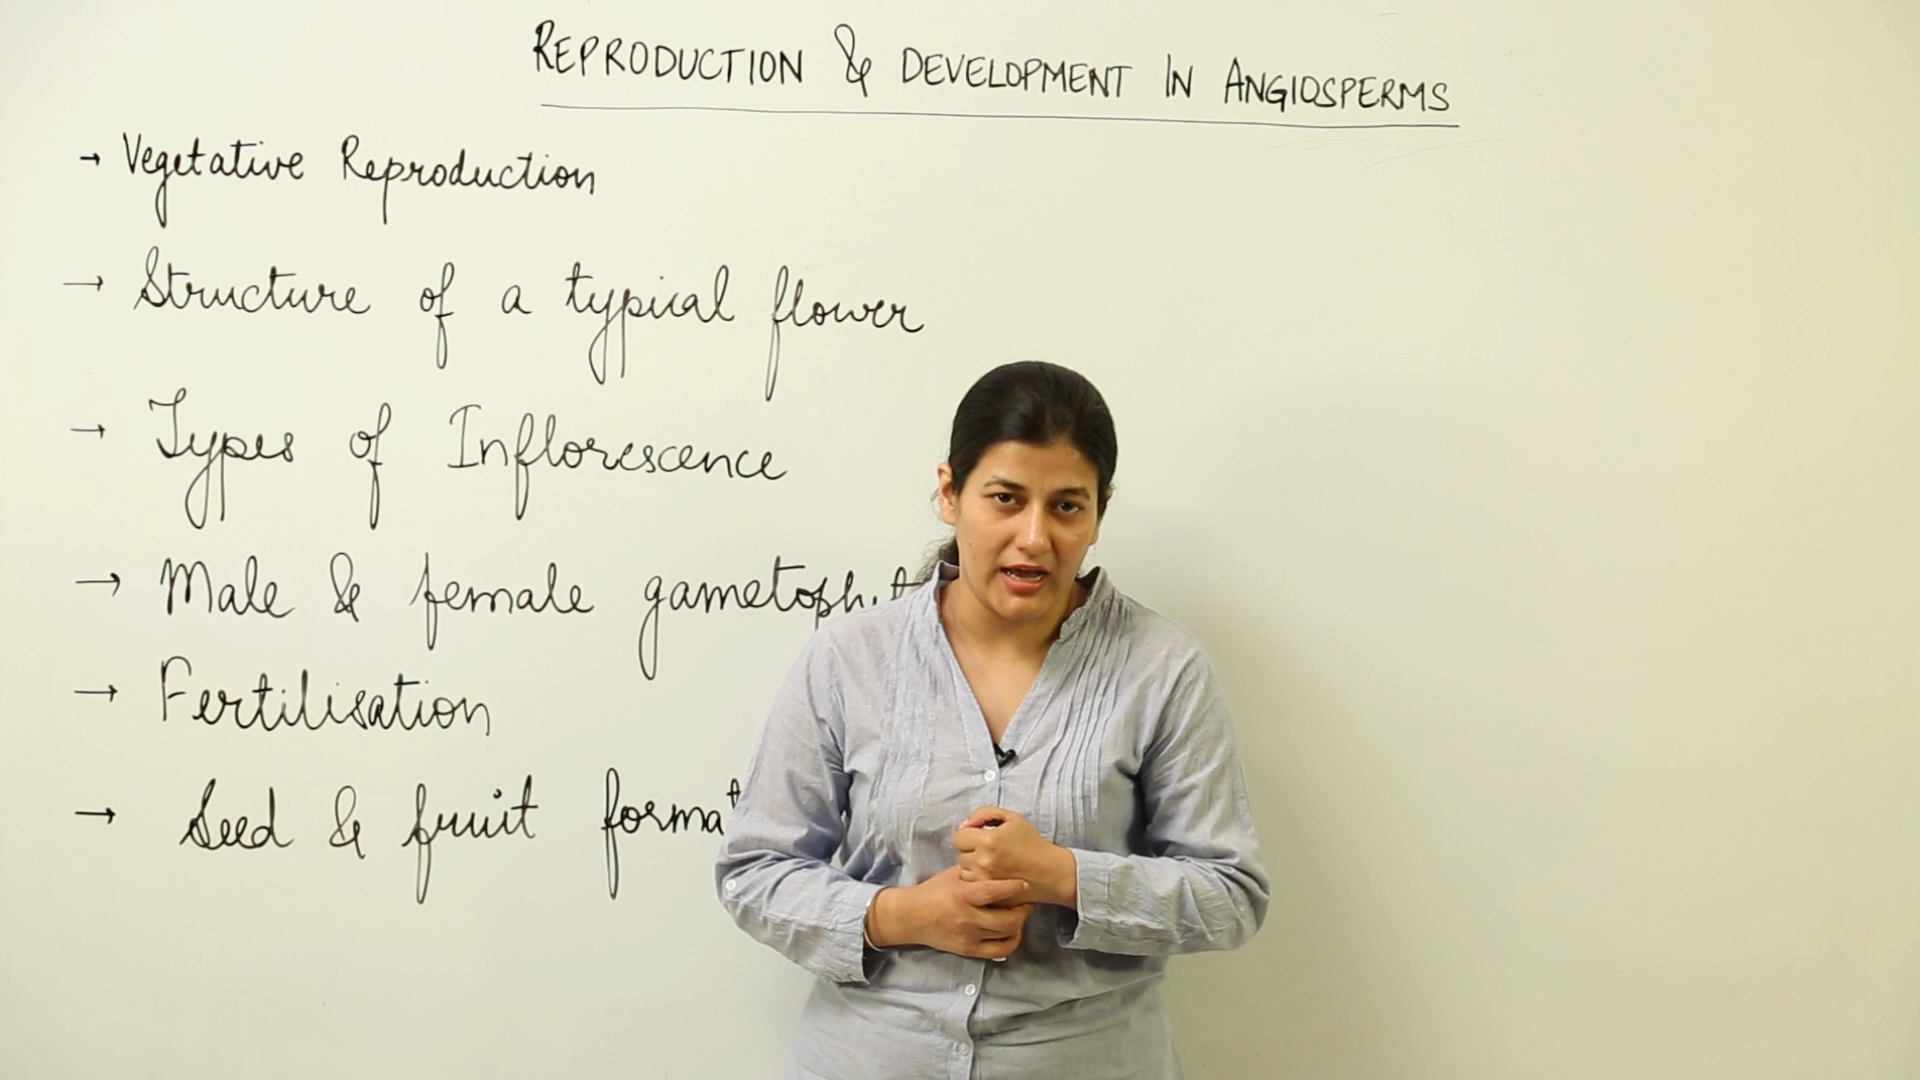 REPRODUCTION & DEVELOPMENT IN ANGIOSPERMS
→ Vegetative Reproduction
→ Structure of a typical flower
→ Types of Inflorescence
→ Male & female
→ Fertilisation
→ Seed & fruit